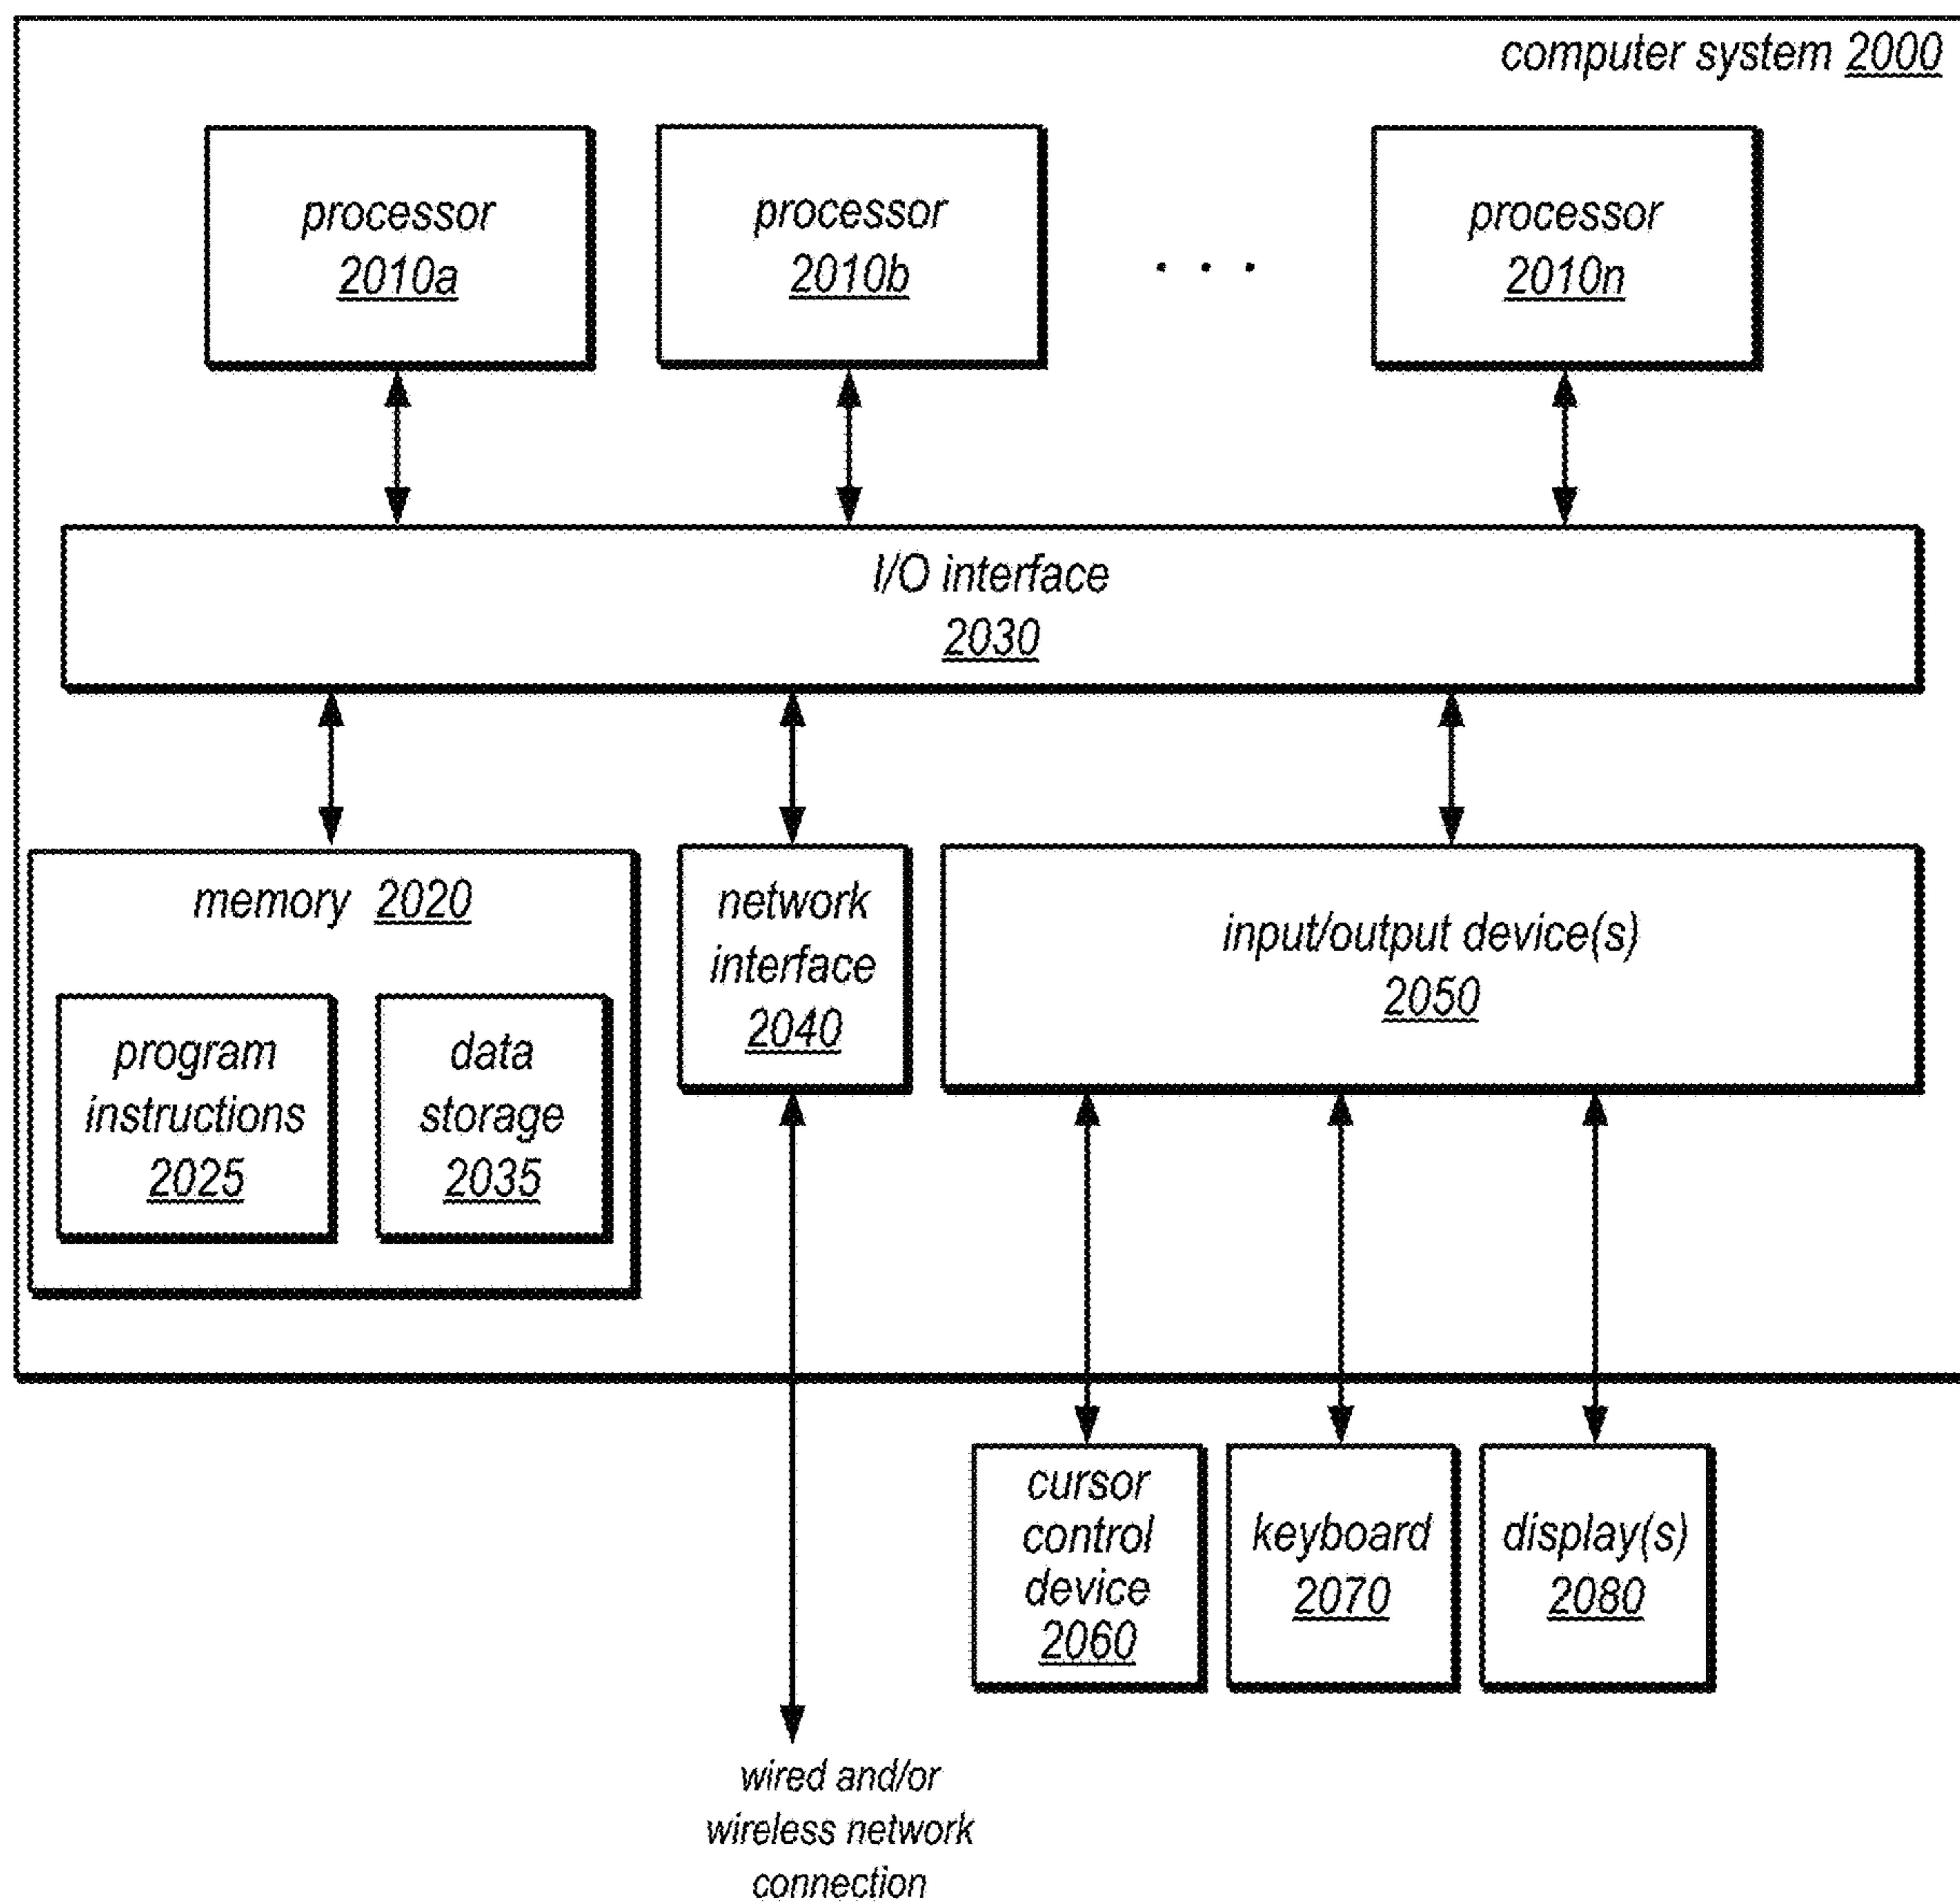 computer system 2000
processor
2010a
processor
2010b
. . .
processor
2010n
I/O interface
2030
memory 2020
program
instructions
2025
data
storage
2035
network
interface
2040
input/output device(s)
2050
cursor
control
device
2060
keyboard
2070
display(s)
2080
wired and/or
wireless network
connection